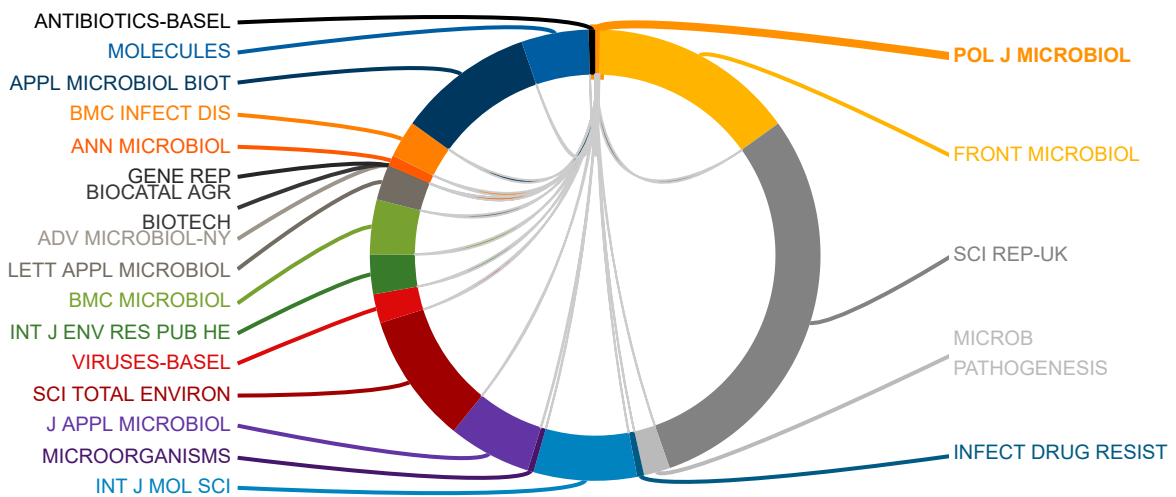 ANTIBIOTICS-BASEL
MOLECULES
APPL MICROBIOL BIOT
BMC INFECT DIS
ANN MICROBIOL
GENE REP
BIOCATAL AGR
BIOTECH
ADV MICROBIOL-NY
LETT APPL MICROBIOL
BMC MICROBIOL
INT J ENV RES PUB HE
VIRUSES-BASEL
SCI TOTAL ENVIRON
J APPL MICROBIOL
MICROORGANISMS
INT J MOL SCI
POL J MICROBIOL
FRONT MICROBIOL
SCI REP-UK
MICROB
PATHOGENESIS
INFECT DRUG RESIST